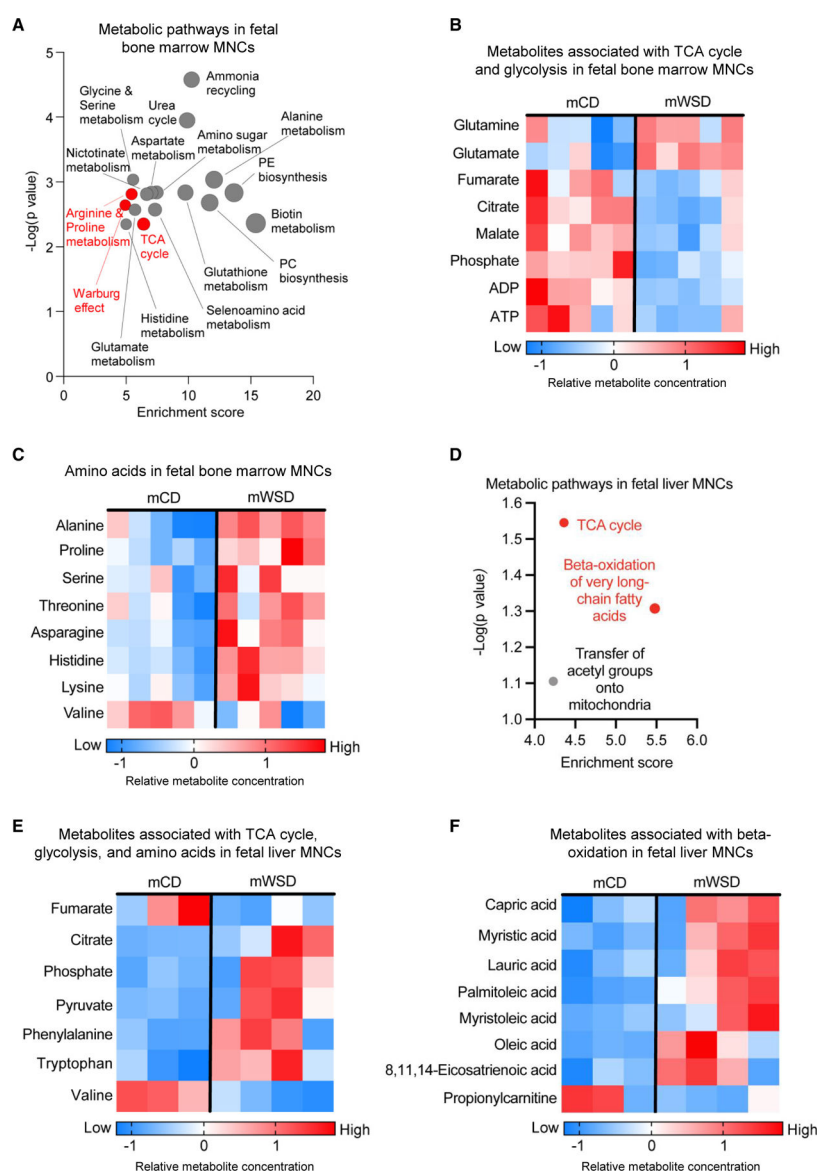 A
Metabolic pathways in fetal
bone marrow MNCs
5
4
3
2
1
0
-Log(p value)
0
5
10
15
20
Enrichment score
Ammonia
recycling
Glycine &
Serine
metabolism
Urea
cycle
Alanine
metabolism
Amino sugar
metabolism
Aspartate
metabolism
Nictotinate
metabolism
PE
biosynthesis
Arginine &
Proline
metabolism
TCA
cycle
Biotin
metabolism
Glutathione
metabolism
PC
biosynthesis
Warburg
effect
Histidine
metabolism
Selenoamino acid
metabolism
Glutamate
metabolism
B
Metabolites associated with TCA cycle
and glycolysis in fetal bone marrow MNCs
mCD mWSD
Glutamine
Glutamate
Fumarate
Citrate
Malate
Phosphate
ADP
ATP
Low High
-1 0 1
Relative metabolite concentration
C
Amino acids in fetal bone marrow MNCs
mCD mWSD
Alanine
Proline
Serine
Threonine
Asparagine
Histidine
Lysine
Valine
Low High
-1 0 1
Relative metabolite concentration
D
Metabolic pathways in fetal liver MNCs
1.6
1.5
1.4
1.3
1.2
1.1
1.0
-Log(p value)
TCA cycle
Beta-oxidation
of very long-
chain fatty
acids
Transfer of
acetyl groups
onto
mitochondria
4.0 4.5 5.0 5.5 6.0
Enrichment score
E
Metabolites associated with TCA cycle,
glycolysis, and amino acids in fetal liver MNCs
mCD mWSD
Fumarate
Citrate
Phosphate
Pyruvate
Phenylalanine
Tryptophan
Valine
Low High
-1 0 1
Relative metabolite concentration
F
Metabolites associated with beta-
oxidation in fetal liver MNCs
mCD mWSD
Capric acid
Myristic acid
Lauric acid
Palmitoleic acid
Myristoleic acid
Oleic acid
8,11,14-Eicosatrienoic acid
Propionylcarnitine
Low High
-1 0 1
Relative metabolite concentration